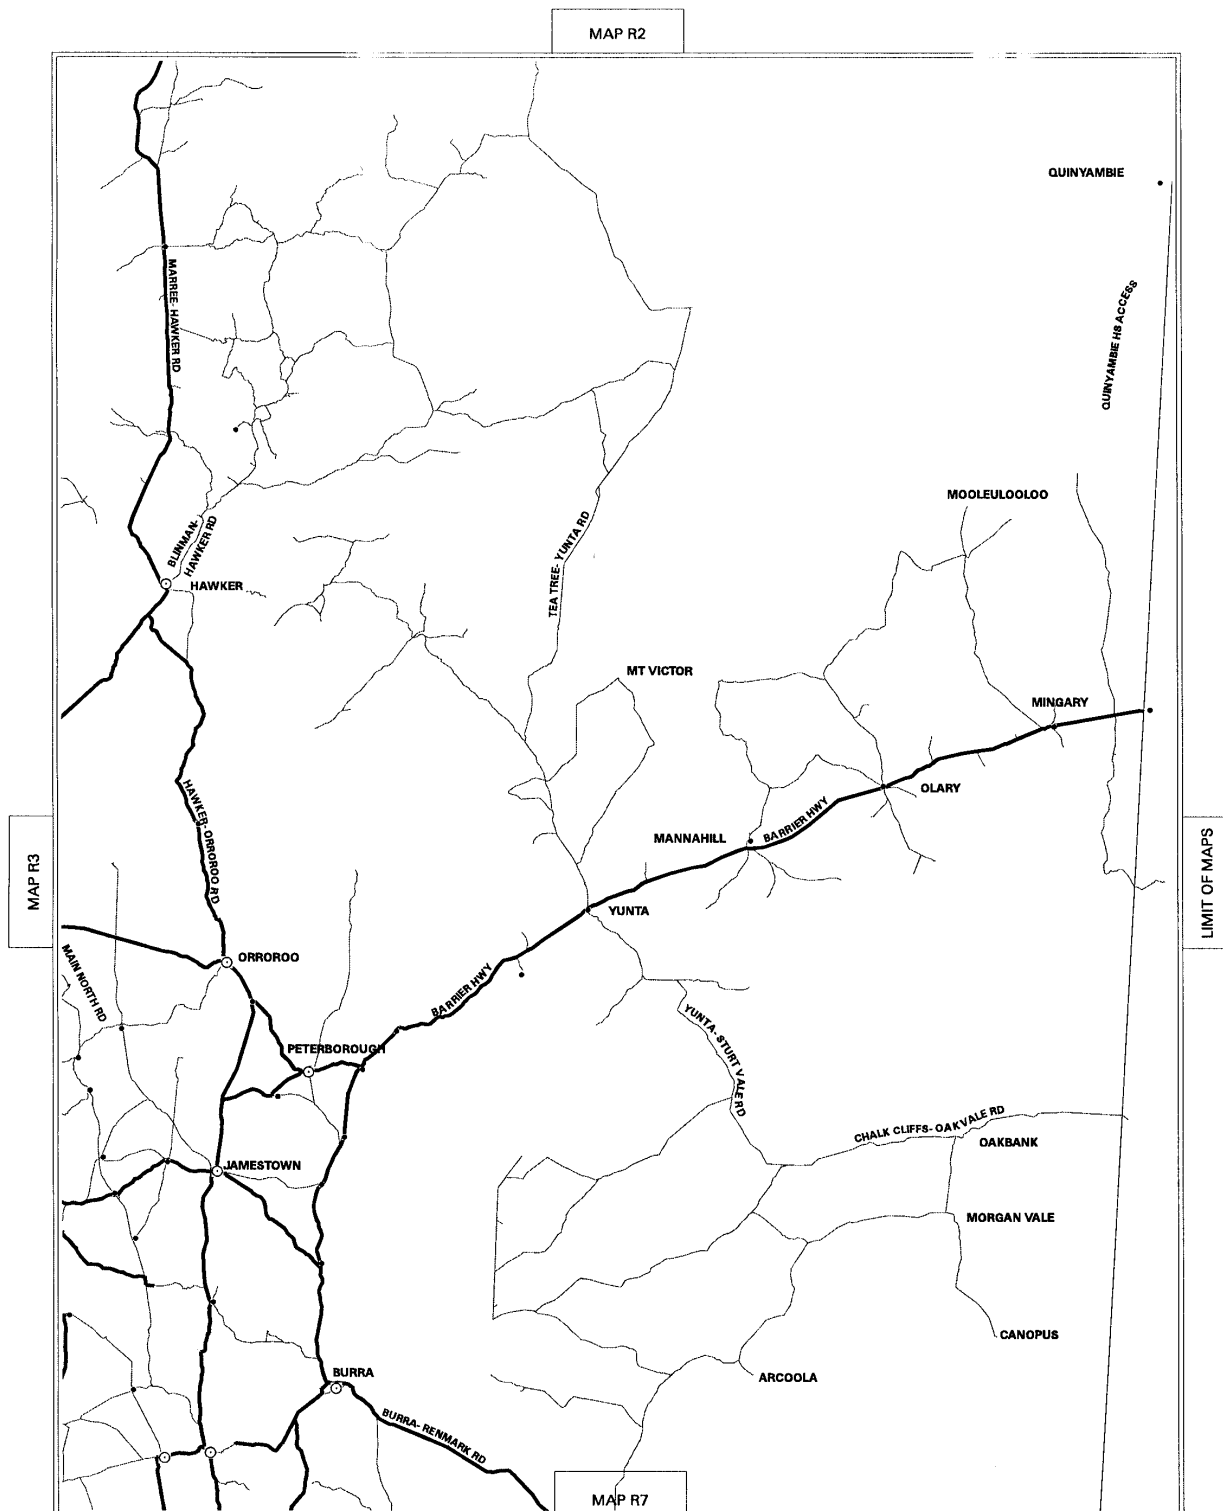 MAP R2
QUINYAMBIE
MARREE- HAWKER RD
QUINYAMBIE HS ACCESS
MOOLEULOOLOO
BLINMAN-
HAWKER RD
TEA TREE- YUNTA RD
HAWKER
MT VICTOR
MINGARY
HAWKER- ORROROO RD
OLARY
BARRIER HWY
MANNAHILL
MAP R3
LIMIT OF MAPS
YUNTA
ORROROO
MAIN NORTH RD
BARRIER HWY
YUNTA- STURT VALE RD
PETERBOROUGH
CHALK CLIFFS- OAKVALE RD
OAKBANK
JAMESTOWN
MORGAN VALE
CANOPUS
BURRA
ARCOOLA
BURRA- RENMARK RD
MAP R7